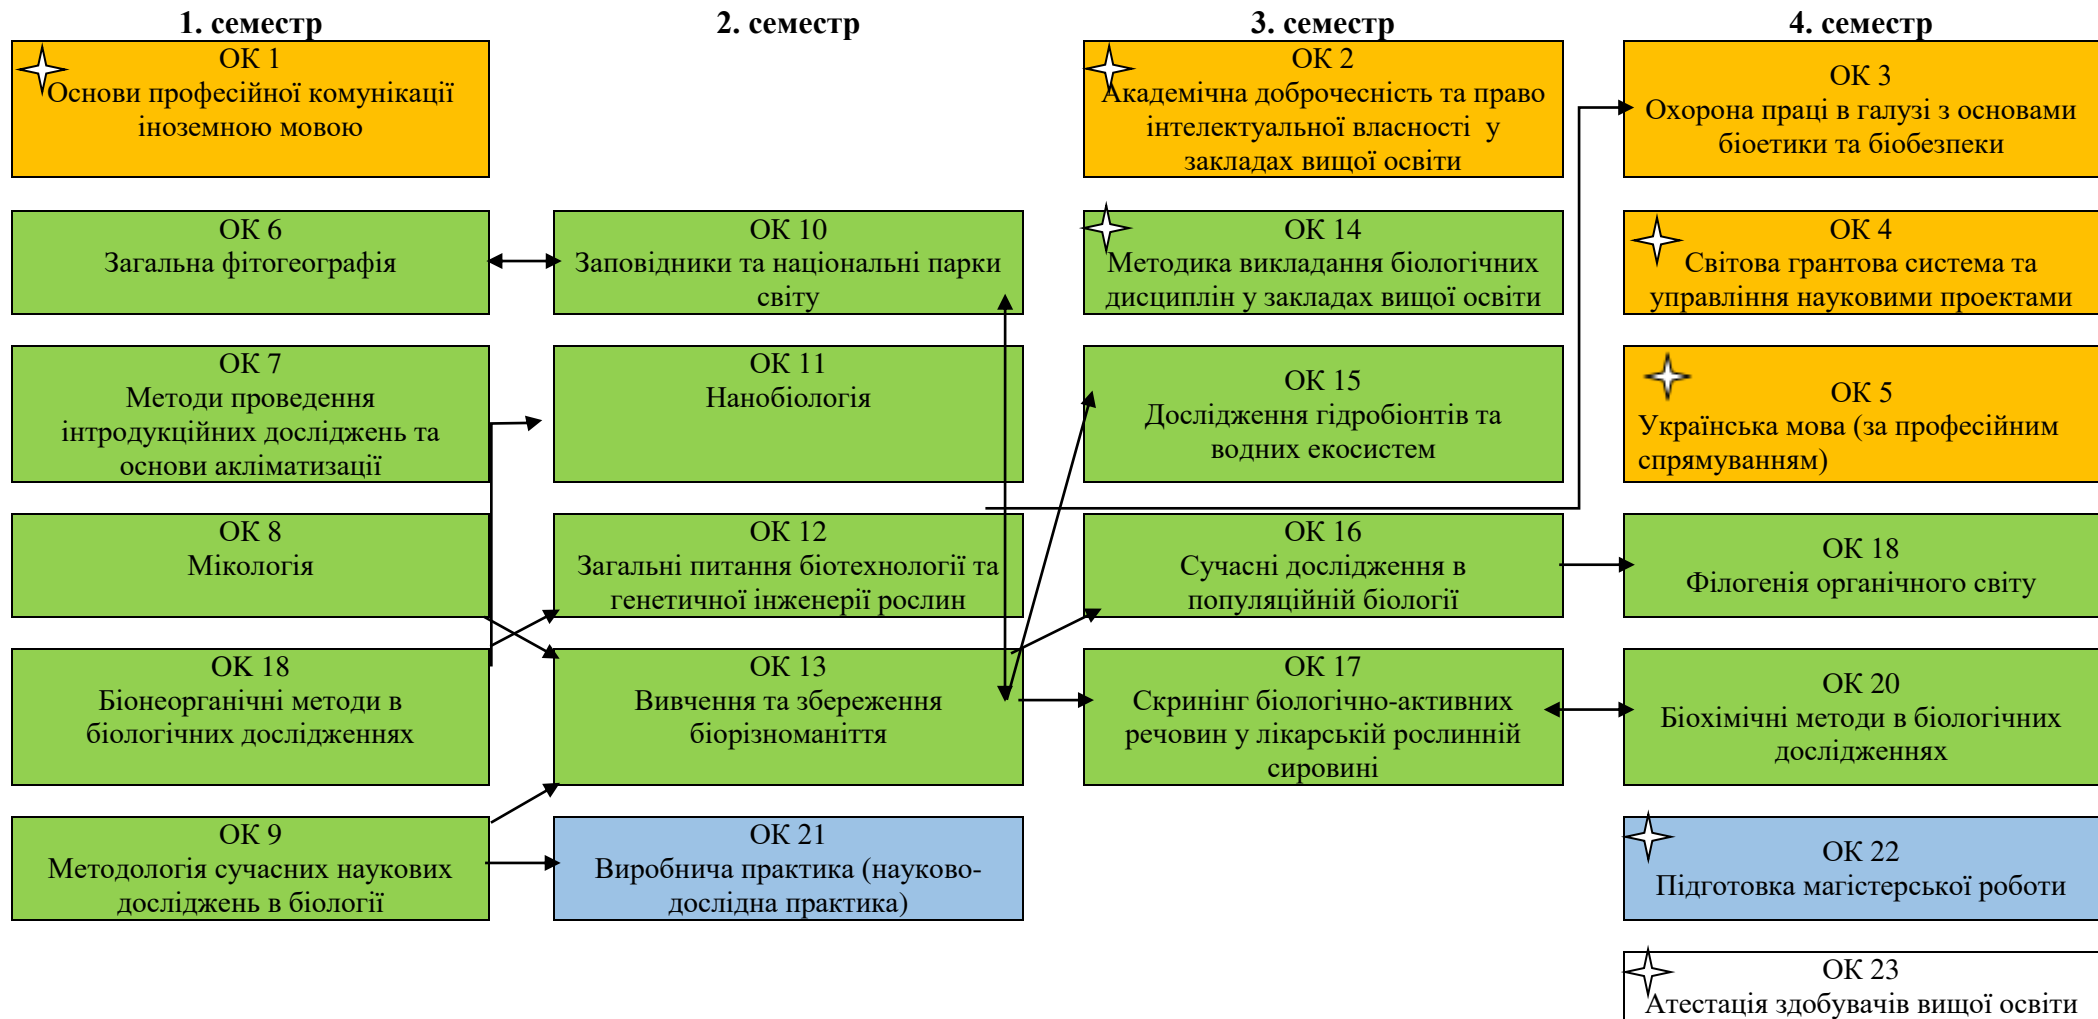 1. семестр
2. семестр
3. семестр
4. семестр
ОК 1
Основи професійної комунікації
іноземною мовою
ОК 2
Академічна доброчесність та право
інтелектуальної власності у
закладах вищої освіти
ОК 3
Охорона праці в галузі з основами
біоетики та біобезпеки
ОК 6
Загальна фітогеографія
ОК 10
Заповідники та національні парки
світу
ОК 14
Методика викладання біологічних
дисциплін у закладах вищої освіти
ОК 4
Світова грантова система та
управління науковими проектами
ОК 7
Методи проведення
інтродукційних досліджень та
основи акліматизації
ОК 11
Нанобіологія
ОК 15
Дослідження гідробіонтів та
водних екосистем
ОК 5
Українська мова (за професійним
спрямуванням)
ОК 8
Мікологія
ОК 12
Загальні питання біотехнології та
генетичної інженерії рослин
ОК 16
Сучасні дослідження в
популяційній біології
ОК 18
Філогенія органічного світу
ОК 18
Біонеорганічні методи в
біологічних дослідженнях
ОК 13
Вивчення та збереження
біорізноманіття
ОК 17
Скринінг біологічно-активних
речовин у лікарській рослинній
сировині
ОК 20
Біохімічні методи в біологічних
дослідженнях
ОК 9
Методологія сучасних наукових
досліджень в біології
ОК 21
Виробнича практика (науково-
дослідна практика)
ОК 22
Підготовка магістерської роботи
ОК 23
Атестація здобувачів вищої освіти